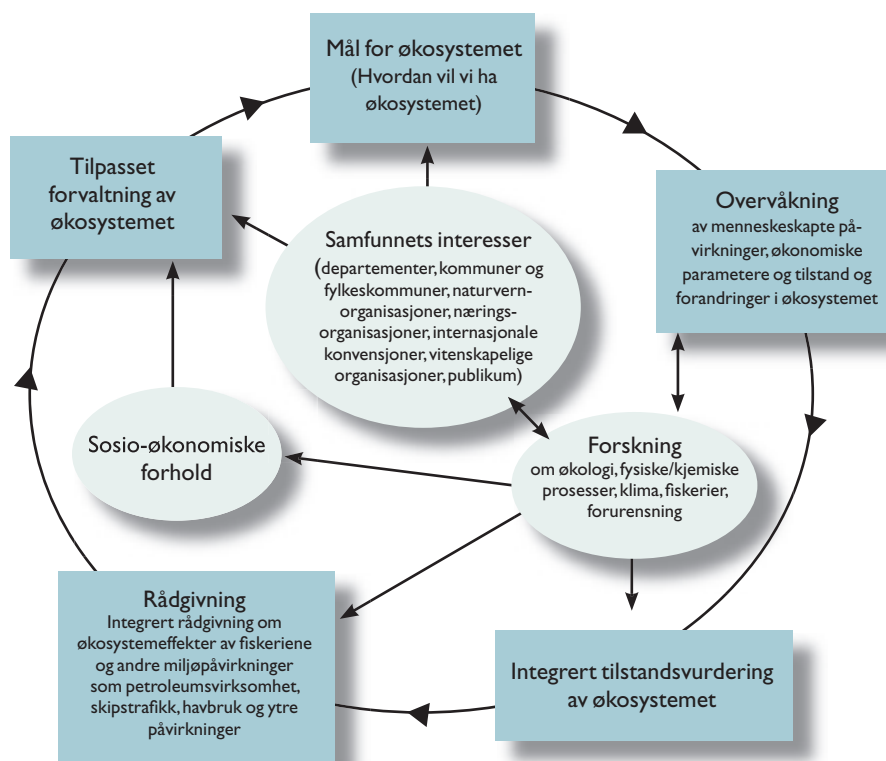 Mål for økosystemet
(Hvordan vil vi ha
økosystemet)
Tilpasset
forvaltning av
økosystemet
Overvåkning
av menneskeskapte på-
virkninger, økonomiske
parametere og tilstand og
forandringer i økosystemet
Samfunnets interesser
(departementer, kommuner og
fylkeskommuner, naturvern-
organisasjoner, nærings-
organisasjoner, internasjonale
konvensjoner, vitenskapelige
organisasjoner, publikum)
Sosio-økonomiske
forhold
Forskning
om økologi, fysiske/kjemiske
prosesser, klima, fiskerier,
forurensning
Rådgivning
Integrert rådgivning om
økosystemeffekter av fiskeriene
og andre miljøpåvirkninger
som petroleumsvirksomhet,
skipstrafikk, havbruk og ytre
påvirkninger
Integrert tilstandsvurdering
av økosystemet